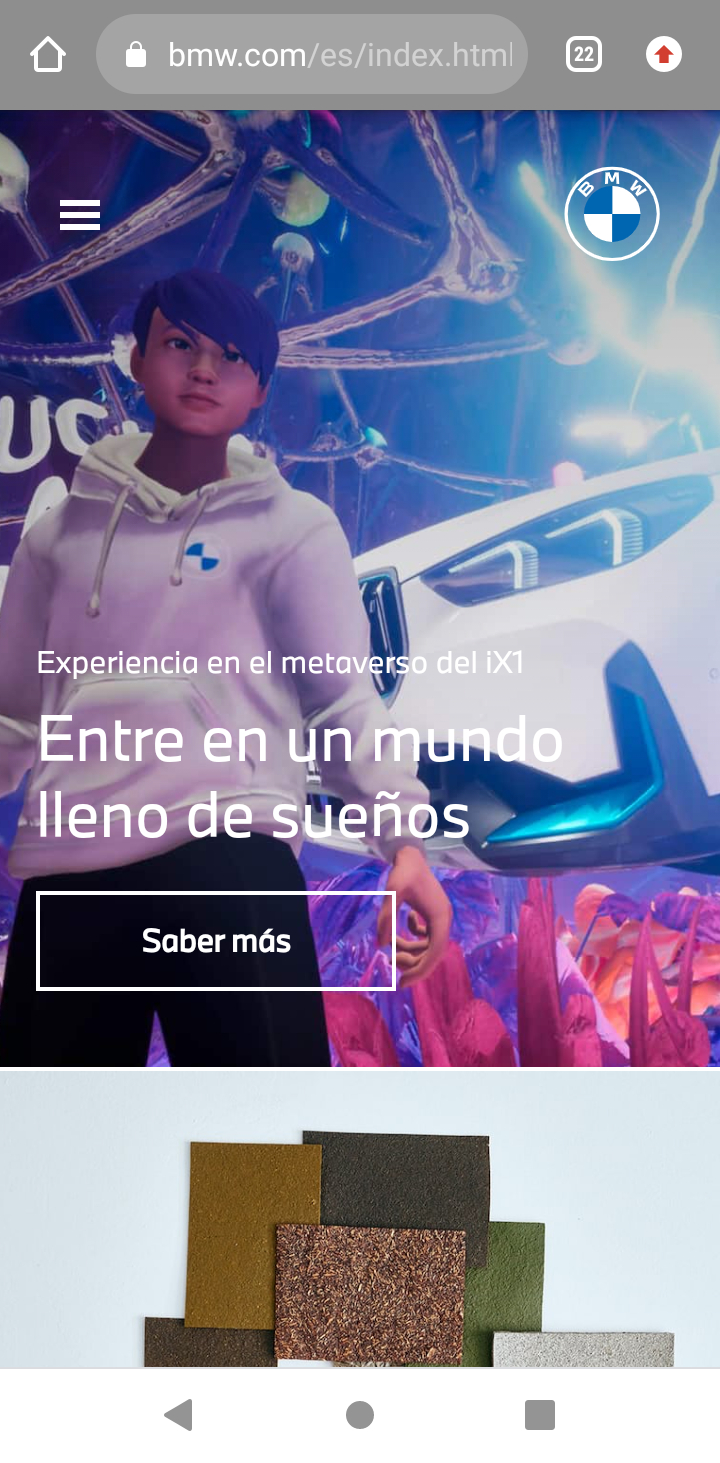 bmw.com/es/index.html
22
BMW
Experiencia en el metaverso del iX1
Entre en un mundo
lleno de sueños
Saber más